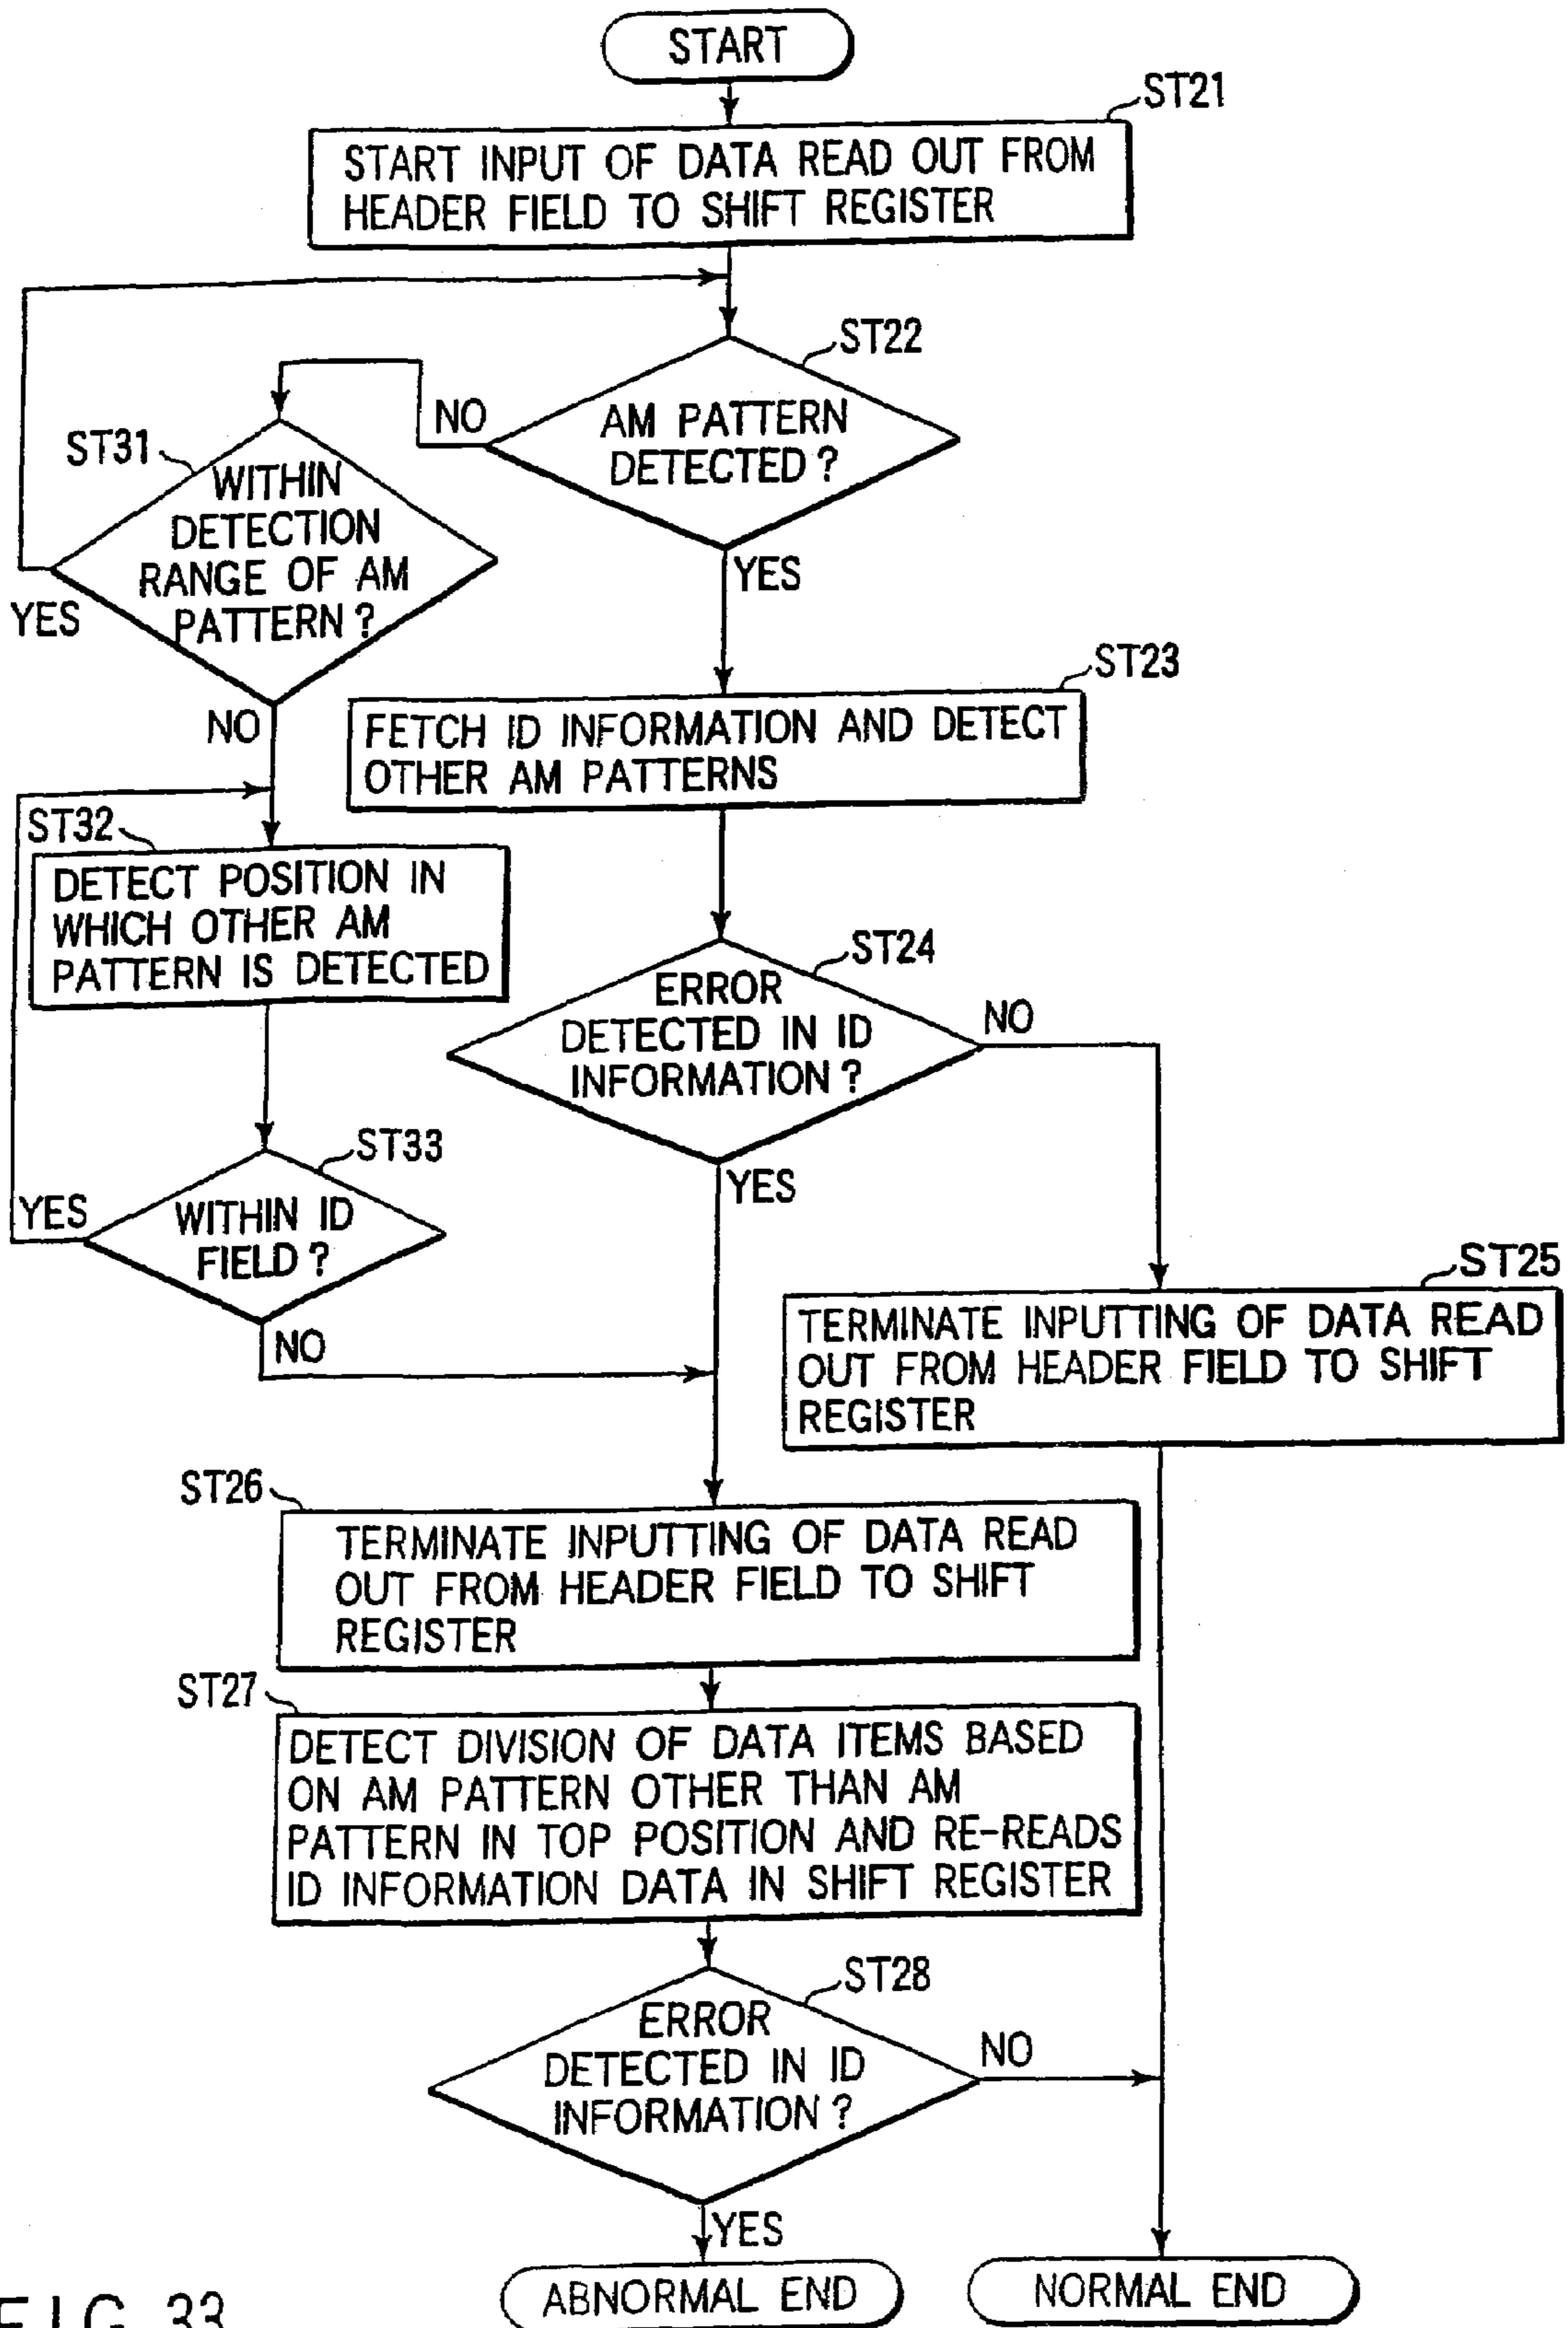 START
ST21
START INPUT OF DATA READ OUT FROM
HEADER FIELD TO SHIFT REGISTER
ST22
AM PATTERN
DETECTED?
NO
YES
ST31
WITHIN
DETECTION
RANGE OF AM
PATTERN?
YES
NO
ST23
FETCH ID INFORMATION AND DETECT
OTHER AM PATTERNS
ST32
DETECT POSITION IN
WHICH OTHER AM
PATTERN IS DETECTED
ST24
ERROR
DETECTED IN ID
INFORMATION?
NO
YES
ST33
WITHIN ID
FIELD?
YES
NO
ST25
TERMINATE INPUTTING OF DATA READ
OUT FROM HEADER FIELD TO SHIFT
REGISTER
ST26
TERMINATE INPUTTING OF DATA READ
OUT FROM HEADER FIELD TO SHIFT
REGISTER
ST27
DETECT DIVISION OF DATA ITEMS BASED
ON AM PATTERN OTHER THAN AM
PATTERN IN TOP POSITION AND RE-READS
ID INFORMATION DATA IN SHIFT REGISTER
ST28
ERROR
DETECTED IN ID
INFORMATION?
NO
YES
ABNORMAL END
NORMAL END
FIG. 33